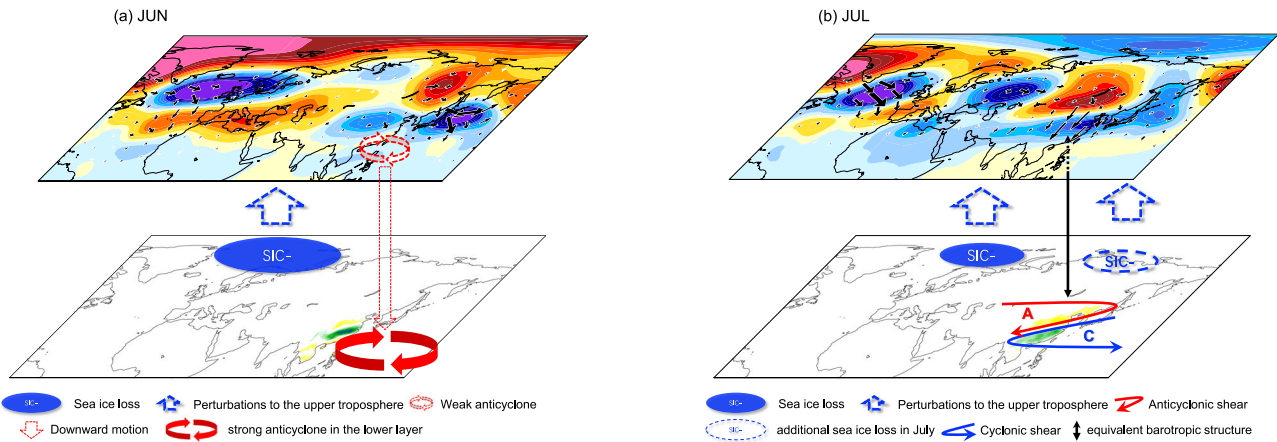 (a) JUN
(b) JUL
SIC-
SIC-
SIC-
A
C
SIC- Sea ice loss Perturbations to the upper troposphere Weak anticyclone
Downward motion strong anticyclone in the lower layer
SIC- Sea ice loss Perturbations to the upper troposphere Anticyclonic shear
SIC- additional sea ice loss in July Cyclonic shear equivalent barotropic structure